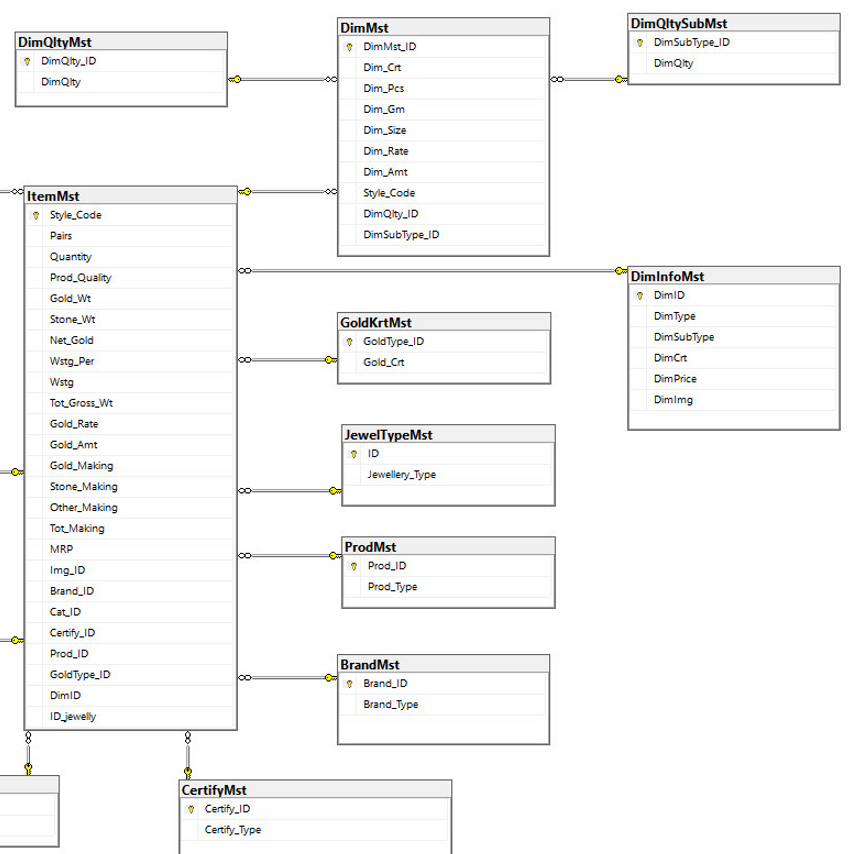 DimQltyMst
DimQlty_ID
DimQlty
DimMst
DimMst_ID
Dim_Crt
Dim_Pcs
Dim_Gm
Dim_Size
Dim_Rate
Dim_Amt
Style_Code
DimQlty_ID
DimSubType_ID
DimQltySubMst
DimSubType_ID
DimQlty
ItemMst
Style_Code
Pairs
Quantity
Prod_Quality
Gold_Wt
Stone_Wt
Net_Gold
Wstg_Per
Wstg
Tot_Gross_Wt
Gold_Rate
Gold_Amt
Gold_Making
Stone_Making
Other_Making
Tot_Making
MRP
Img_ID
Brand_ID
Cat_ID
Certify_ID
Prod_ID
GoldType_ID
DimID
ID_jewelly
DimInfoMst
DimID
DimType
DimSubType
DimCrt
DimPrice
DimImg
GoldKrtMst
GoldType_ID
Gold_Crt
JewelTypeMst
ID
Jewellery_Type
ProdMst
Prod_ID
Prod_Type
BrandMst
Brand_ID
Brand_Type
CertifyMst
Certify_ID
Certify_Type